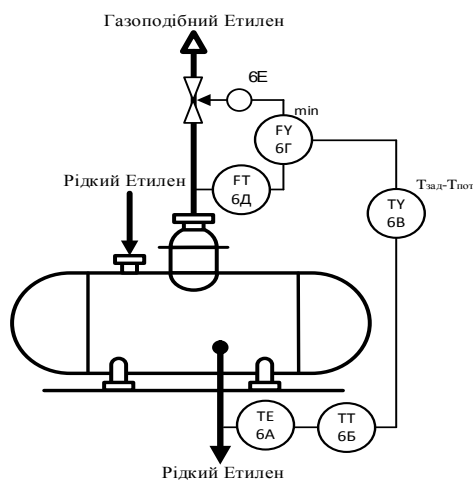 Газоподібний Етилен
6Е
min
FY
6Г
Рідкий Етилен
FT
6Д
Tзад-Tпот
TY
6В
TE
6А
TT
6Б
Рідкий Етилен